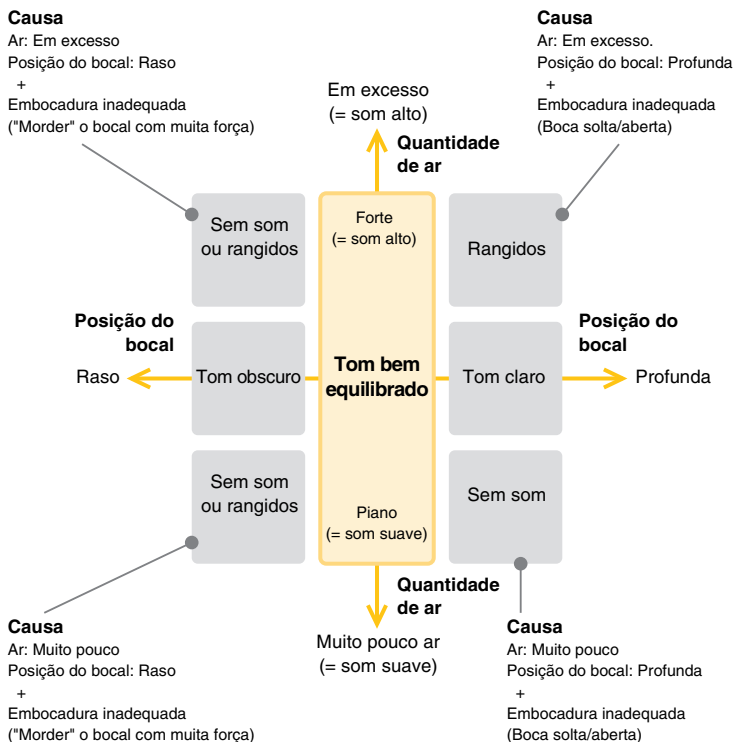 Causa
Ar: Em excesso
Posição do bocal: Raso
+
Embocadura inadequada
("Morder" o bocal com muita força)
Causa
Ar: Em excesso.
Posição do bocal: Profunda
+
Embocadura inadequada
(Boca solta/aberta)
Em excesso
(= som alto)
Quantidade
de ar
Sem som
ou rangidos
Forte
(= som alto)
Rangidos
Posição do
bocal
Raso
Tom obscuro
Tom bem
equilibrado
Tom claro
Posição do
bocal
Profunda
Sem som
ou rangidos
Piano
(= som suave)
Sem som
Quantidade
de ar
Muito pouco ar
(= som suave)
Causa
Ar: Muito pouco
Posição do bocal: Raso
+
Embocadura inadequada
("Morder" o bocal com muita força)
Causa
Ar: Muito pouco
Posição do bocal: Profunda
+
Embocadura inadequada
(Boca solta/aberta)